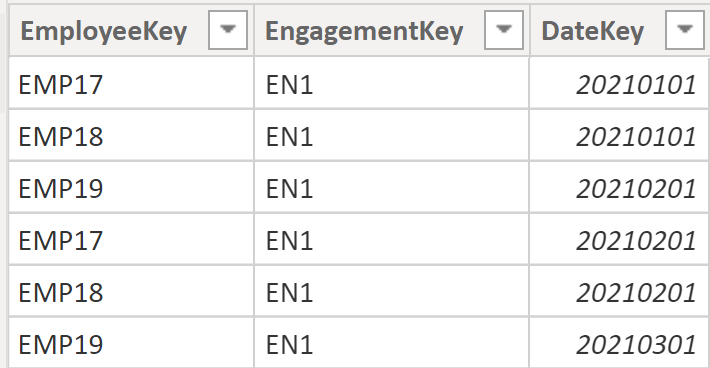 EmployeeKey EngagementKey DateKey
EMP17 EN1 20210101
EMP18 EN1 20210101
EMP19 EN1 20210201
EMP17 EN1 20210201
EMP18 EN1 20210201
EMP19 EN1 20210301